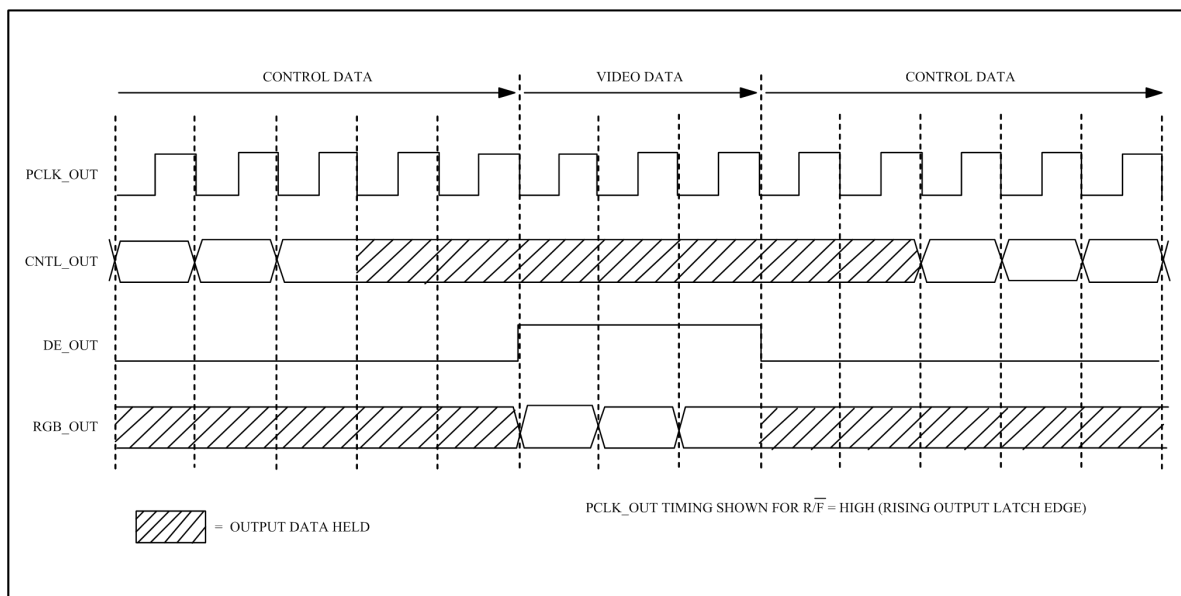 CONTROL DATA VIDEO DATA CONTROL DATA
PCLK_OUT
CNTL_OUT
DE_OUT
RGB_OUT
PCLK_OUT TIMING SHOWN FOR R/F̅ = HIGH (RISING OUTPUT LATCH EDGE)
= OUTPUT DATA HELD